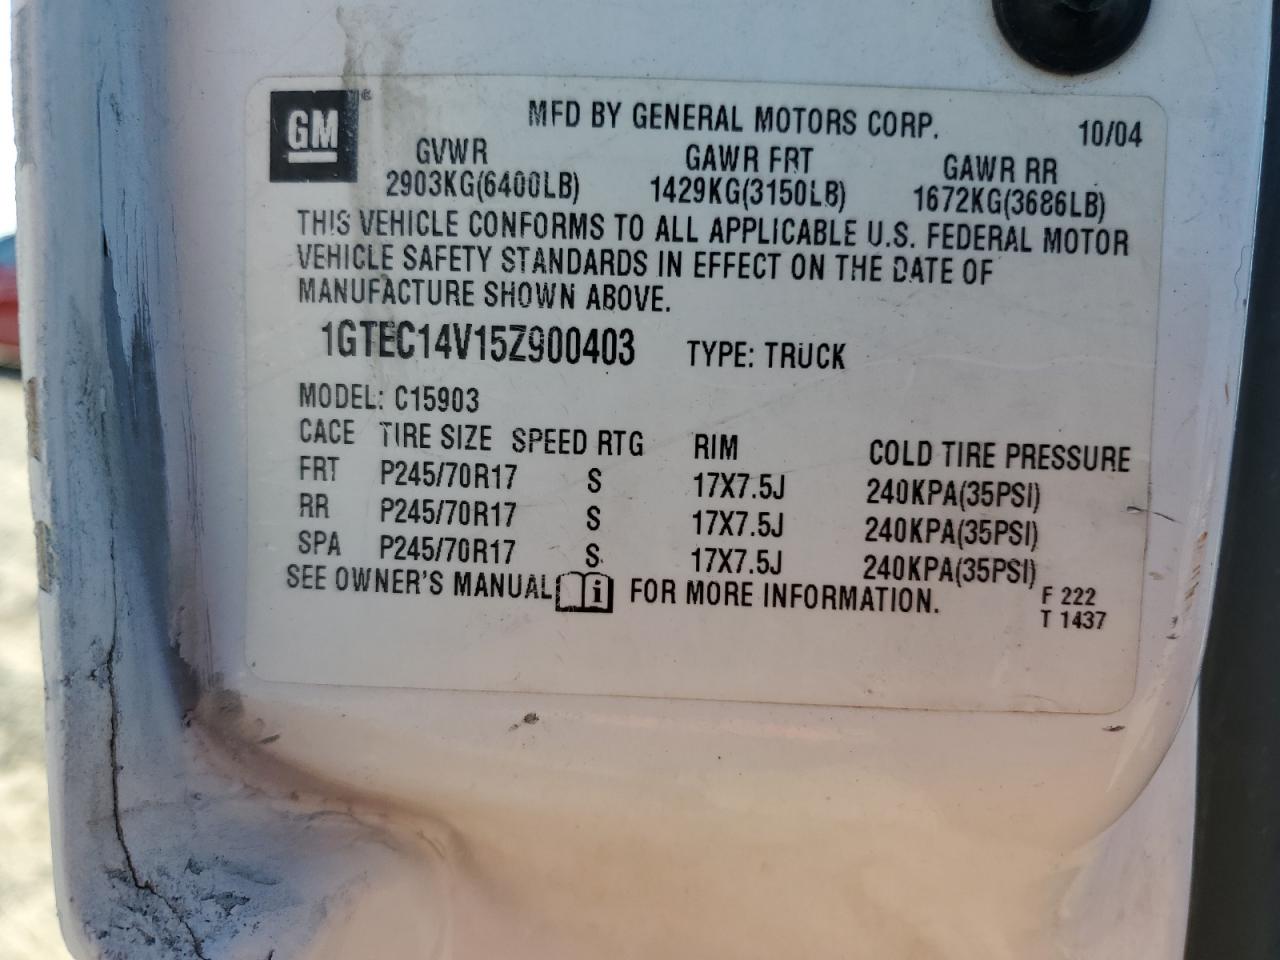 GM ®
MFD BY GENERAL MOTORS CORP. 10/04
GVWR GAWR FRT GAWR RR
2903KG(6400LB) 1429KG(3150LB) 1672KG(3686LB)
THIS VEHICLE CONFORMS TO ALL APPLICABLE U.S. FEDERAL MOTOR
VEHICLE SAFETY STANDARDS IN EFFECT ON THE DATE OF
MANUFACTURE SHOWN ABOVE.
1GTEC14V15Z900403 TYPE: TRUCK
MODEL: C15903
CACE TIRE SIZE SPEED RTG RIM COLD TIRE PRESSURE
FRT P245/70R17 S 17X7.5J 240KPA(35PSI)
RR P245/70R17 S 17X7.5J 240KPA(35PSI)
SPA P245/70R17 S 17X7.5J 240KPA(35PSI)
SEE OWNER'S MANUAL i FOR MORE INFORMATION.
F 222
T 1437